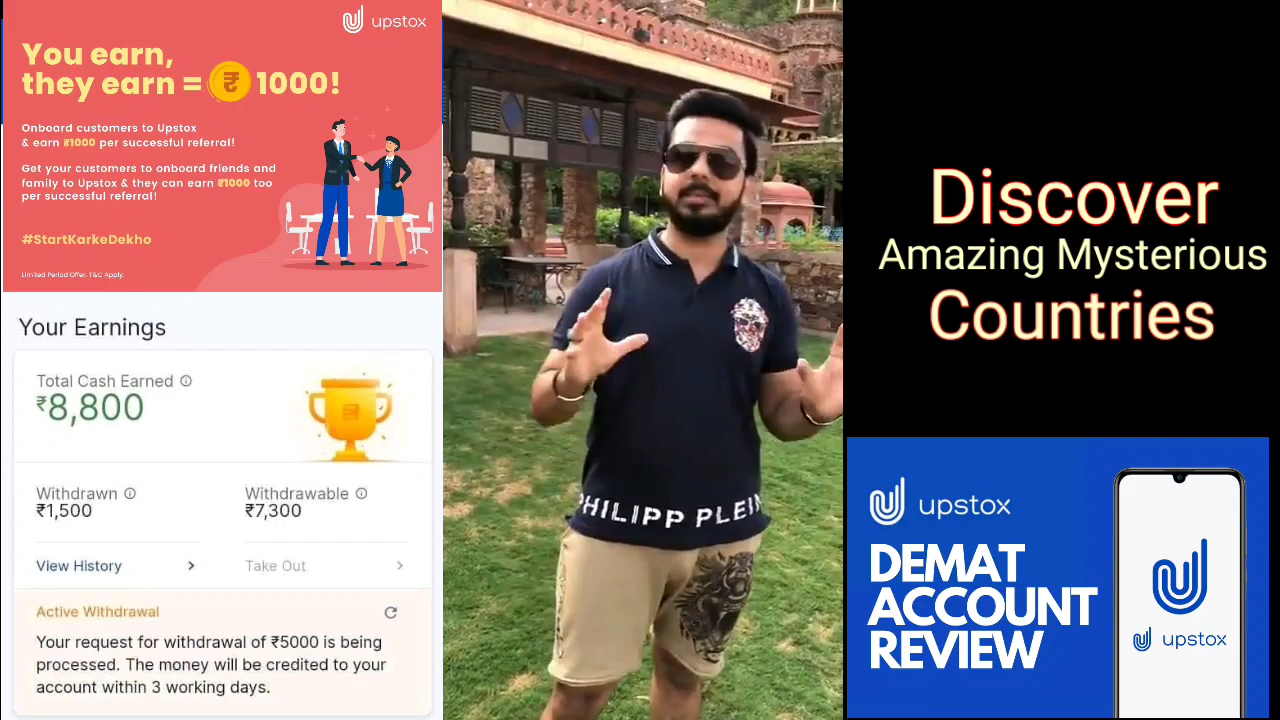 upstox
You earn,
they earn = ₹ 1000!
Onboard customers to Upstox
& earn ₹1000 per successful referral!
Get your customers to onboard friends and
family to Upstox & they can earn ₹1000 too
per successful referral!
#StartKarkeDekho
Limited Period Offer. T&C Apply.
Your Earnings
Total Cash Earned
₹8,800
Withdrawn
₹1,500
Withdrawable
₹7,300
View History
Take Out
Active Withdrawal
Your request for withdrawal of ₹5000 is being
processed. The money will be credited to your
account within 3 working days.
PHILIPP PLEIN
Discover
Amazing Mysterious
Countries
upstox
DEMAT
ACCOUNT
REVIEW
upstox